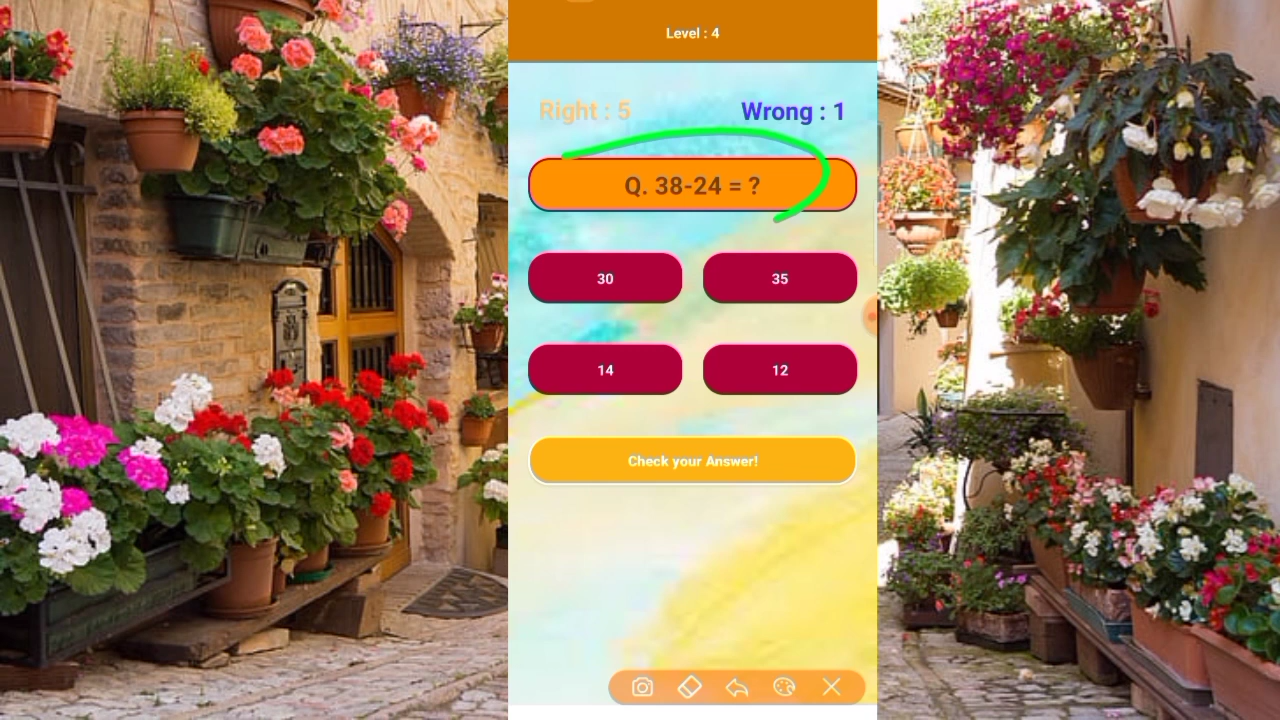 Level : 4
Right : 5
Wrong : 1
Q. 38-24 = ?
30
35
14
12
Check your Answer!